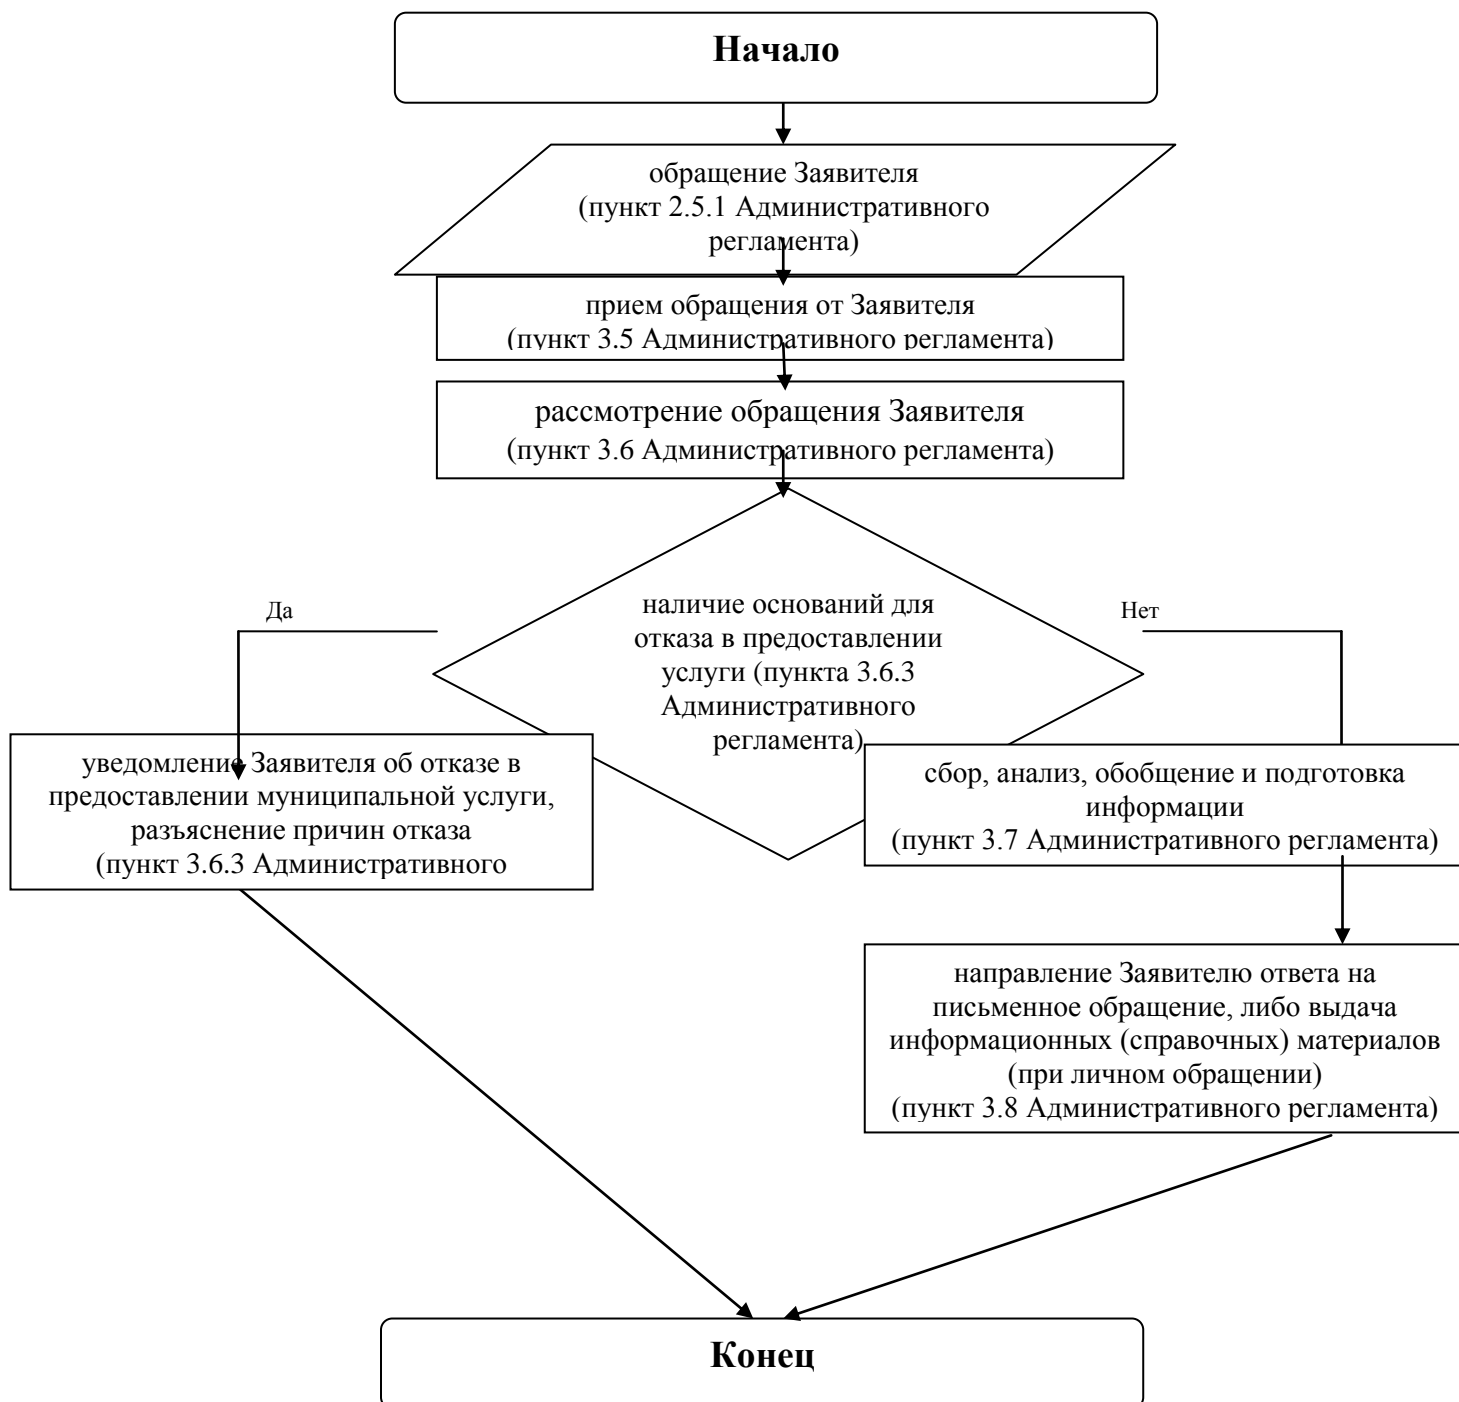 Начало
обращение Заявителя
(пункт 2.5.1 Административного
регламента)
прием обращения от Заявителя
(пункт 3.5 Административного регламента)
рассмотрение обращения Заявителя
(пункт 3.6 Административного регламента)
Да
Нет
наличие оснований для
отказа в предоставлении
услуги (пункта 3.6.3
Административного
регламента)
уведомление Заявителя об отказе в
предоставлении муниципальной услуги,
разъяснение причин отказа
(пункт 3.6.3 Административного
сбор, анализ, обобщение и подготовка
информации
(пункт 3.7 Административного регламента)
направление Заявителю ответа на
письменное обращение, либо выдача
информационных (справочных) материалов
(при личном обращении)
(пункт 3.8 Административного регламента)
Конец